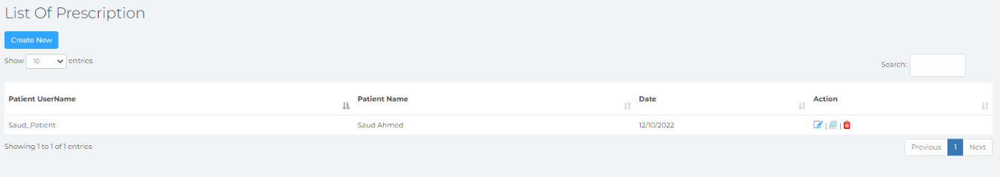 List Of Prescription
Create New
Show 10 entries
Search:
Patient UserName Patient Name Date Action
Saud_Patient Saud Ahmed 12/10/2022 | |
Showing 1 to 1 of 1 entries
Previous 1 Next